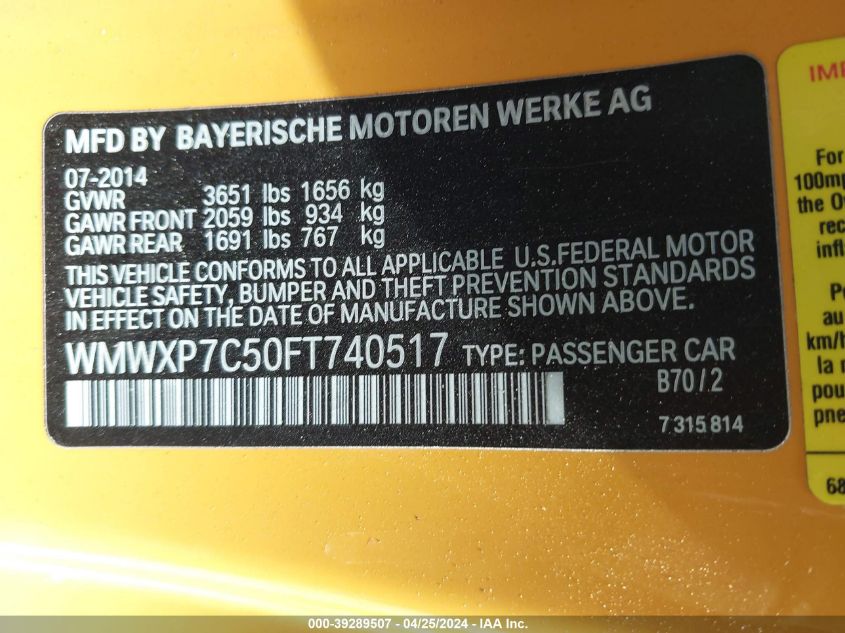 MFD BY BAYERISCHE MOTOREN WERKE AG
07-2014
GVWR 3651 lbs 1656 kg
GAWR FRONT 2059 lbs 934 kg
GAWR REAR 1691 lbs 767 kg
THIS VEHICLE CONFORMS TO ALL APPLICABLE U.S.FEDERAL MOTOR
VEHICLE SAFETY, BUMPER AND THEFT PREVENTION STANDARDS
IN EFFECT ON THE DATE OF MANUFACTURE SHOWN ABOVE.
WMWXP7C50FT740517 TYPE: PASSENGER CAR
B70/2
7 315 814
For
100mp
the O
rec
infl
au
km/h
la
pou
pne
68
000-39289507 - 04/25/2024 - IAA Inc.